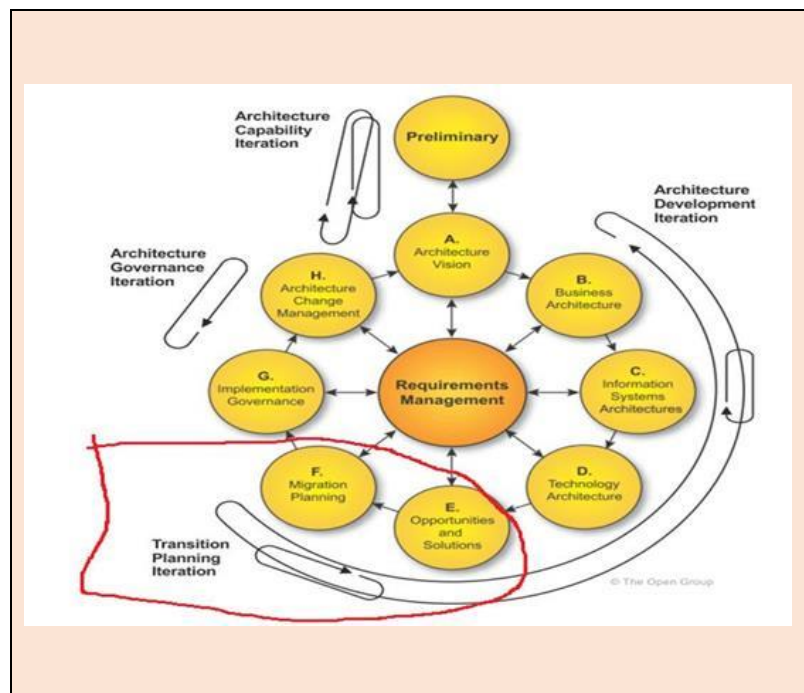 Architecture
Capability
Iteration
Preliminary
Architecture
Development
Iteration
A.
Architecture
Vision
Architecture
Governance
Iteration
H.
Architecture
Change
Management
B.
Business
Architecture
G.
Implementation
Governance
Requirements
Management
C.
Information
Systems
Architectures
F.
Migration
Planning
D.
Technology
Architecture
E.
Opportunities
and
Solutions
Transition
Planning
Iteration
© The Open Group